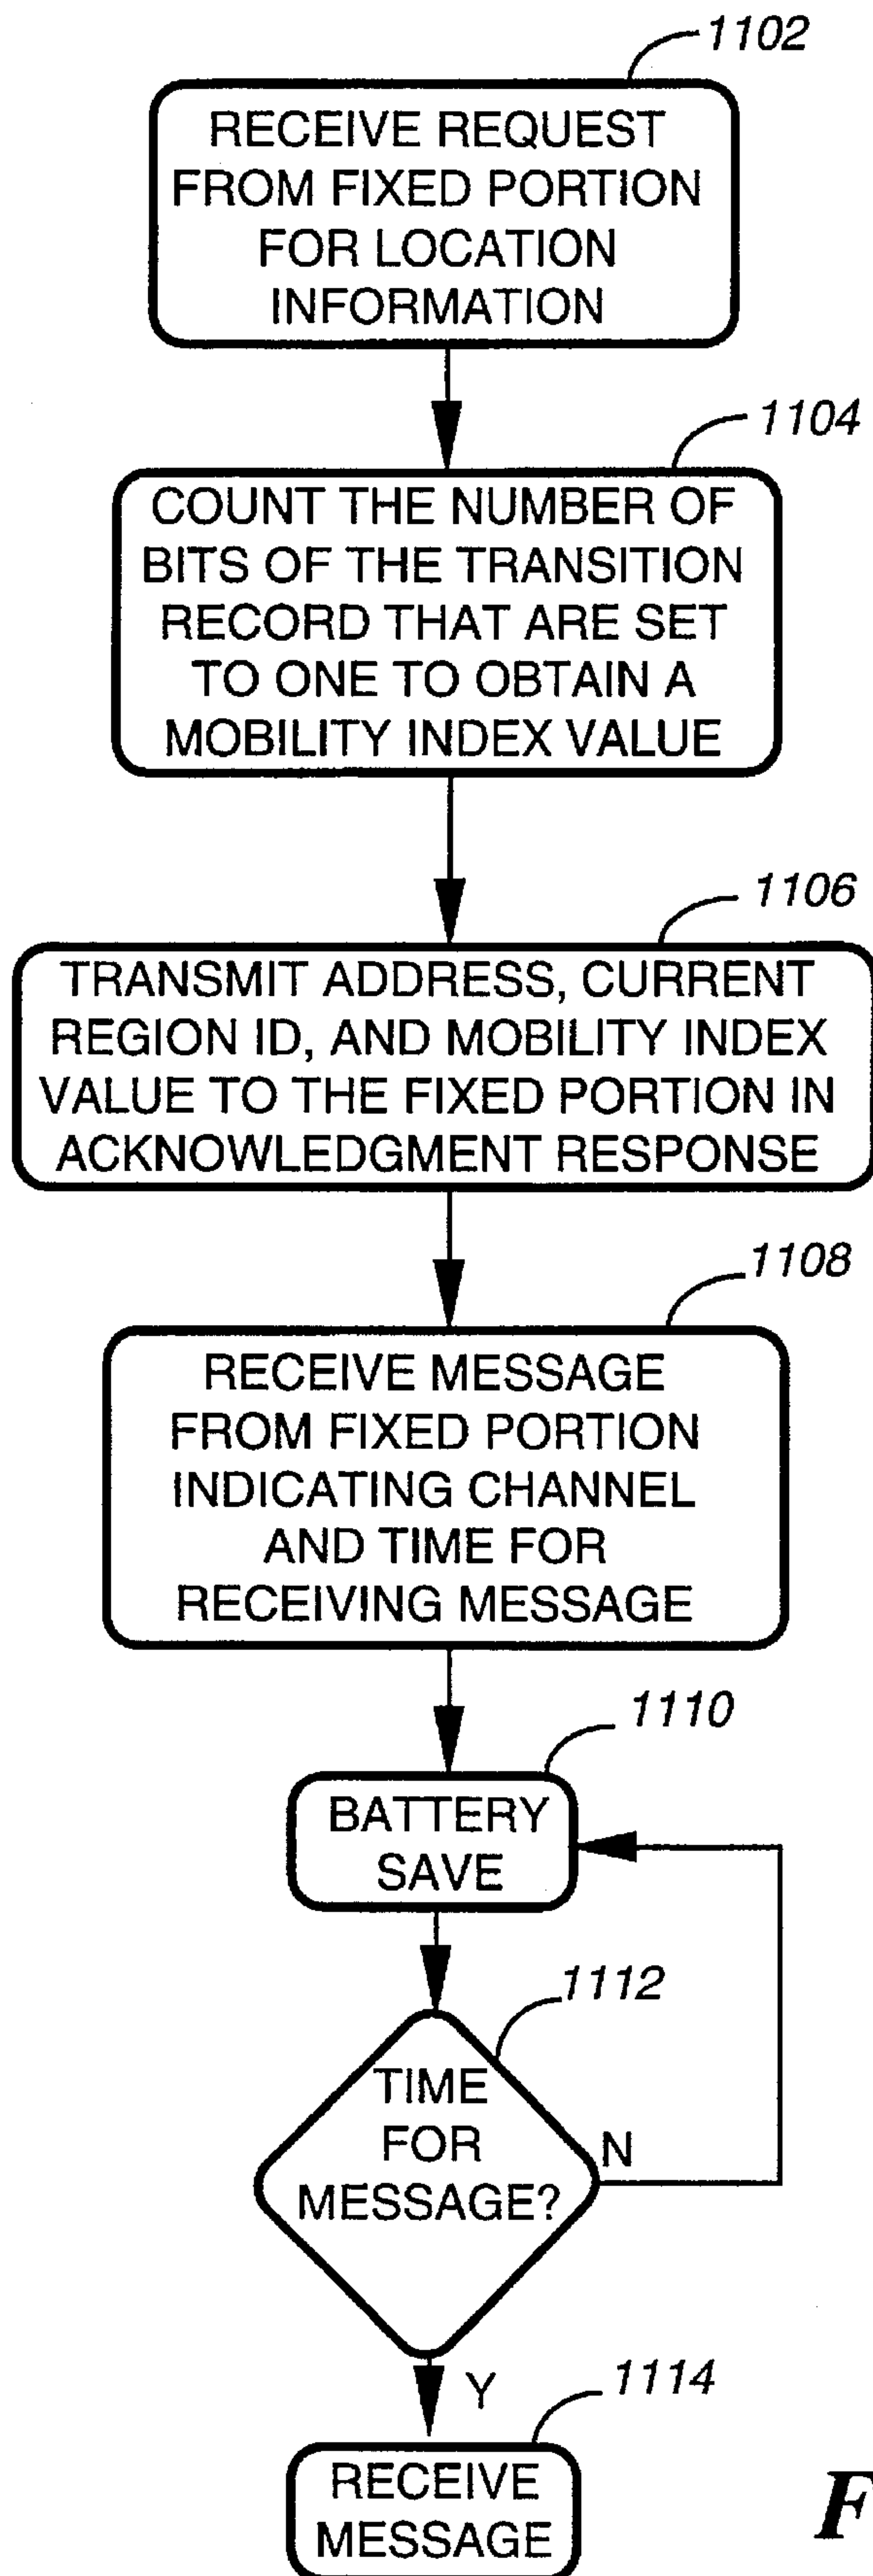 1102
RECEIVE REQUEST
FROM FIXED PORTION
FOR LOCATION
INFORMATION
1104
COUNT THE NUMBER OF
BITS OF THE TRANSITION
RECORD THAT ARE SET
TO ONE TO OBTAIN A
MOBILITY INDEX VALUE
1106
TRANSMIT ADDRESS, CURRENT
REGION ID, AND MOBILITY INDEX
VALUE TO THE FIXED PORTION IN
ACKNOWLEDGMENT RESPONSE
1108
RECEIVE MESSAGE
FROM FIXED PORTION
INDICATING CHANNEL
AND TIME FOR
RECEIVING MESSAGE
1110
BATTERY
SAVE
1112
TIME
FOR
MESSAGE?
N
Y
1114
RECEIVE
MESSAGE
F